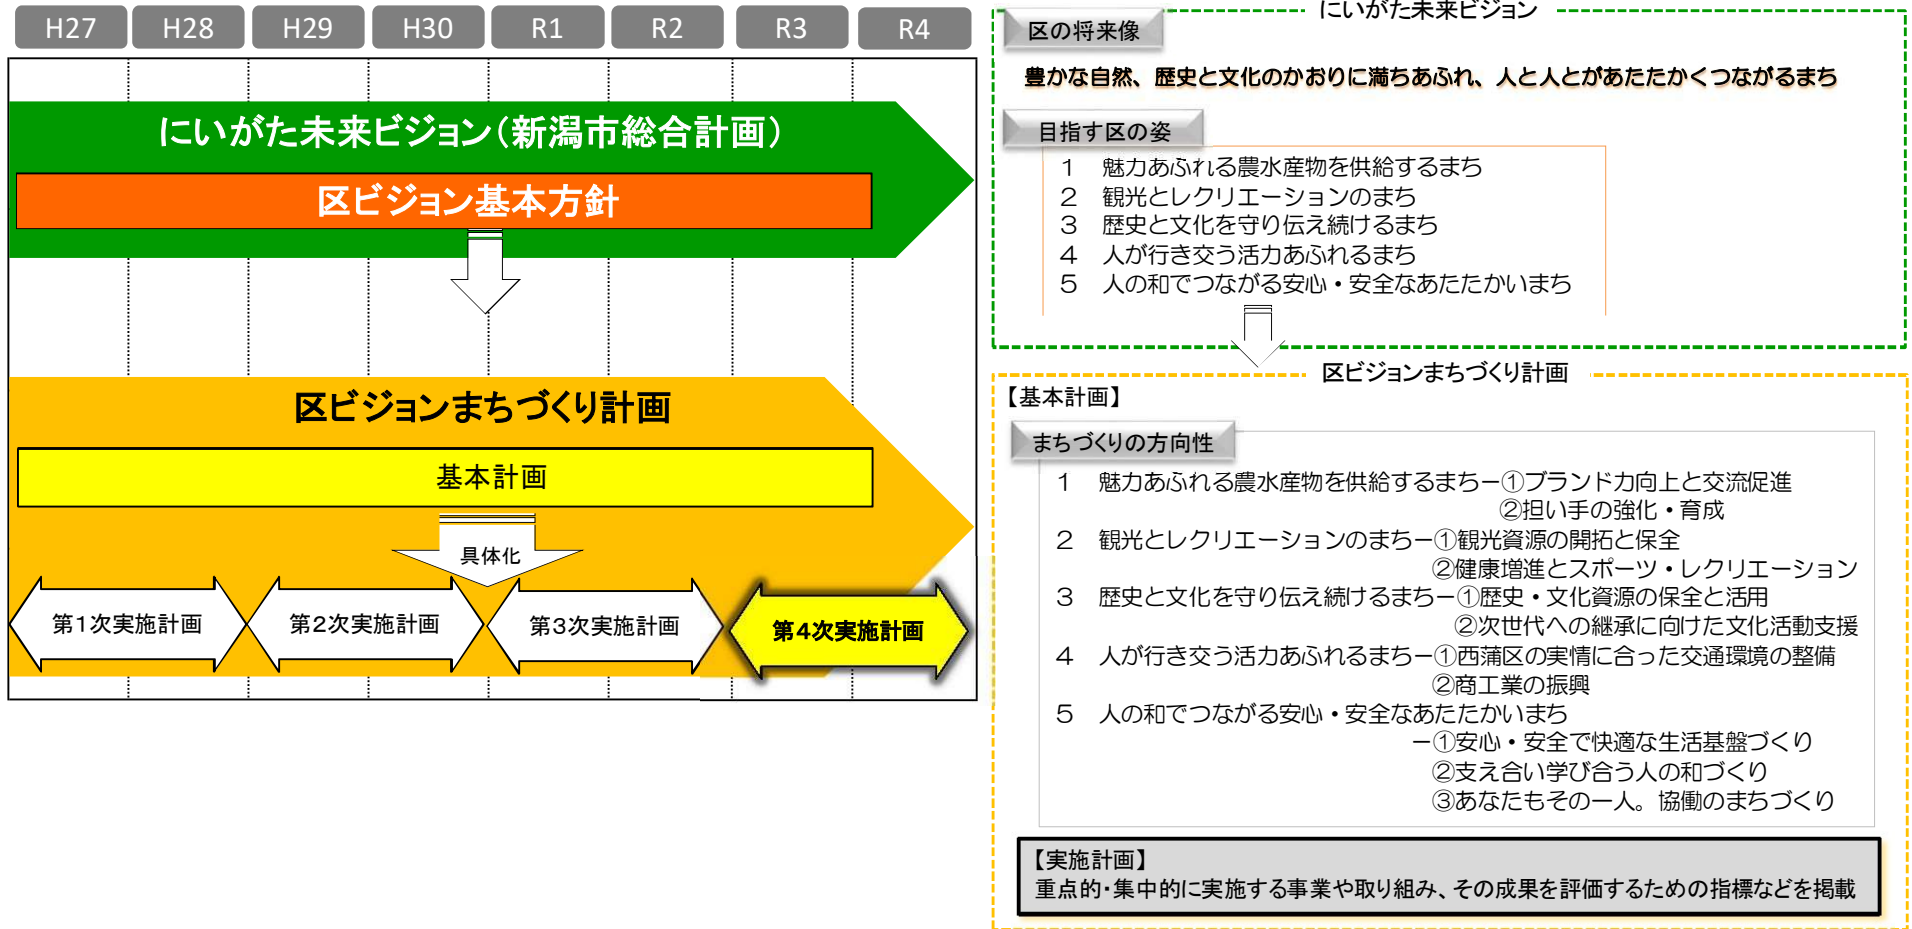 H27 H28 H29 H30 R1 R2 R3 R4
にいがた未来ビジョン（新潟市総合計画）
区ビジョン基本方針
区ビジョンまちづくり計画
基本計画
具体化
第1次実施計画 第2次実施計画 第3次実施計画 第4次実施計画
にいがた未来ビジョン
区の将来像
豊かな自然、歴史と文化のかおりに満ちあふれ、人と人とがあたたかくつながるまち
目指す区の姿
1 魅力あふれる農水産物を供給するまち
2 観光とレクリエーションのまち
3 歴史と文化を守り伝え続けるまち
4 人が行き交う活力あふれるまち
5 人の和でつながる安心・安全なあたたかいまち
区ビジョンまちづくり計画
【基本計画】
まちづくりの方向性
1 魅力あふれる農水産物を供給するまちー①ブランド力向上と交流促進
②担い手の強化・育成
2 観光とレクリエーションのまちー①観光資源の開拓と保全
②健康増進とスポーツ・レクリエーション
3 歴史と文化を守り伝え続けるまちー①歴史・文化資源の保全と活用
②次世代への継承に向けた文化活動支援
4 人が行き交う活力あふれるまちー①西蒲区の実情に合った交通環境の整備
②商工業の振興
5 人の和でつながる安心・安全なあたたかいまち
ー①安心・安全で快適な生活基盤づくり
②支え合い学び合う人の和づくり
③あなたもその一人。協働のまちづくり
【実施計画】
重点的・集中的に実施する事業や取り組み、その成果を評価するための指標などを掲載